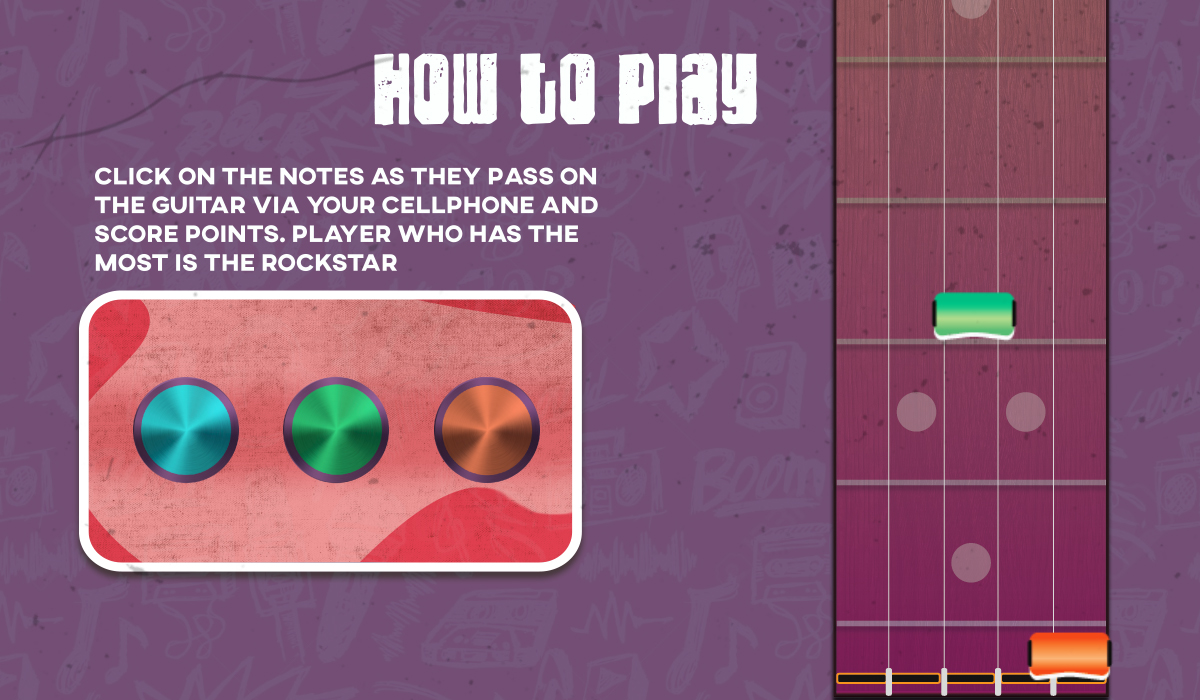 How to Play
CLICK ON THE NOTES AS THEY PASS ON
THE GUITAR VIA YOUR CELLPHONE AND
SCORE POINTS. PLAYER WHO HAS THE
MOST IS THE ROCKSTAR
BOOM